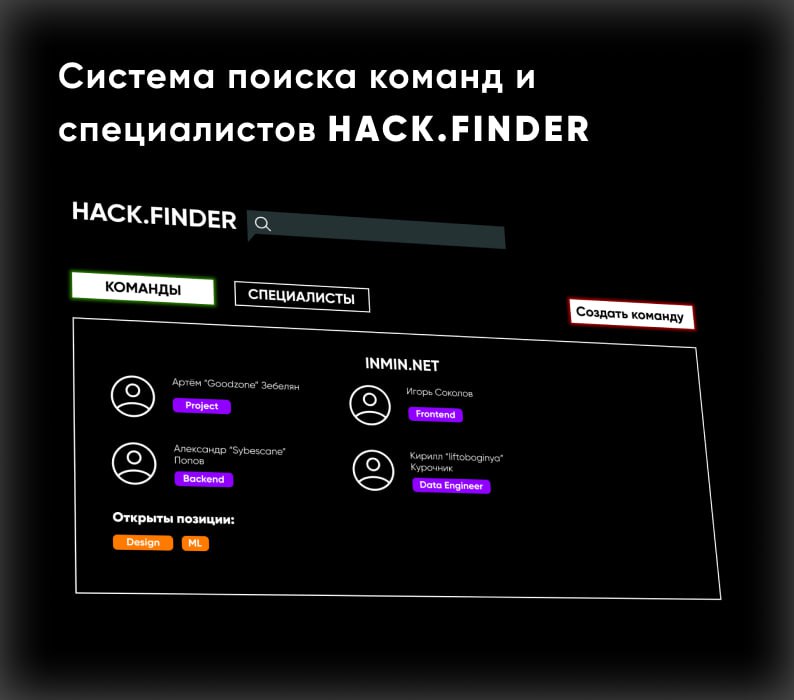 Система поиска команд и
специалистов HACK.FINDER
HACK.FINDER
КОМАНДЫ
СПЕЦИАЛИСТЫ
Создать команду
INMIN.NET
Артём "Goodzone" Зебелян
Project
Игорь Соколов
Frontend
Александр "Sybescane"
Попов
Backend
Кирилл "liftoboginya"
Курочник
Data Engineer
Открыты позиции:
Design
ML